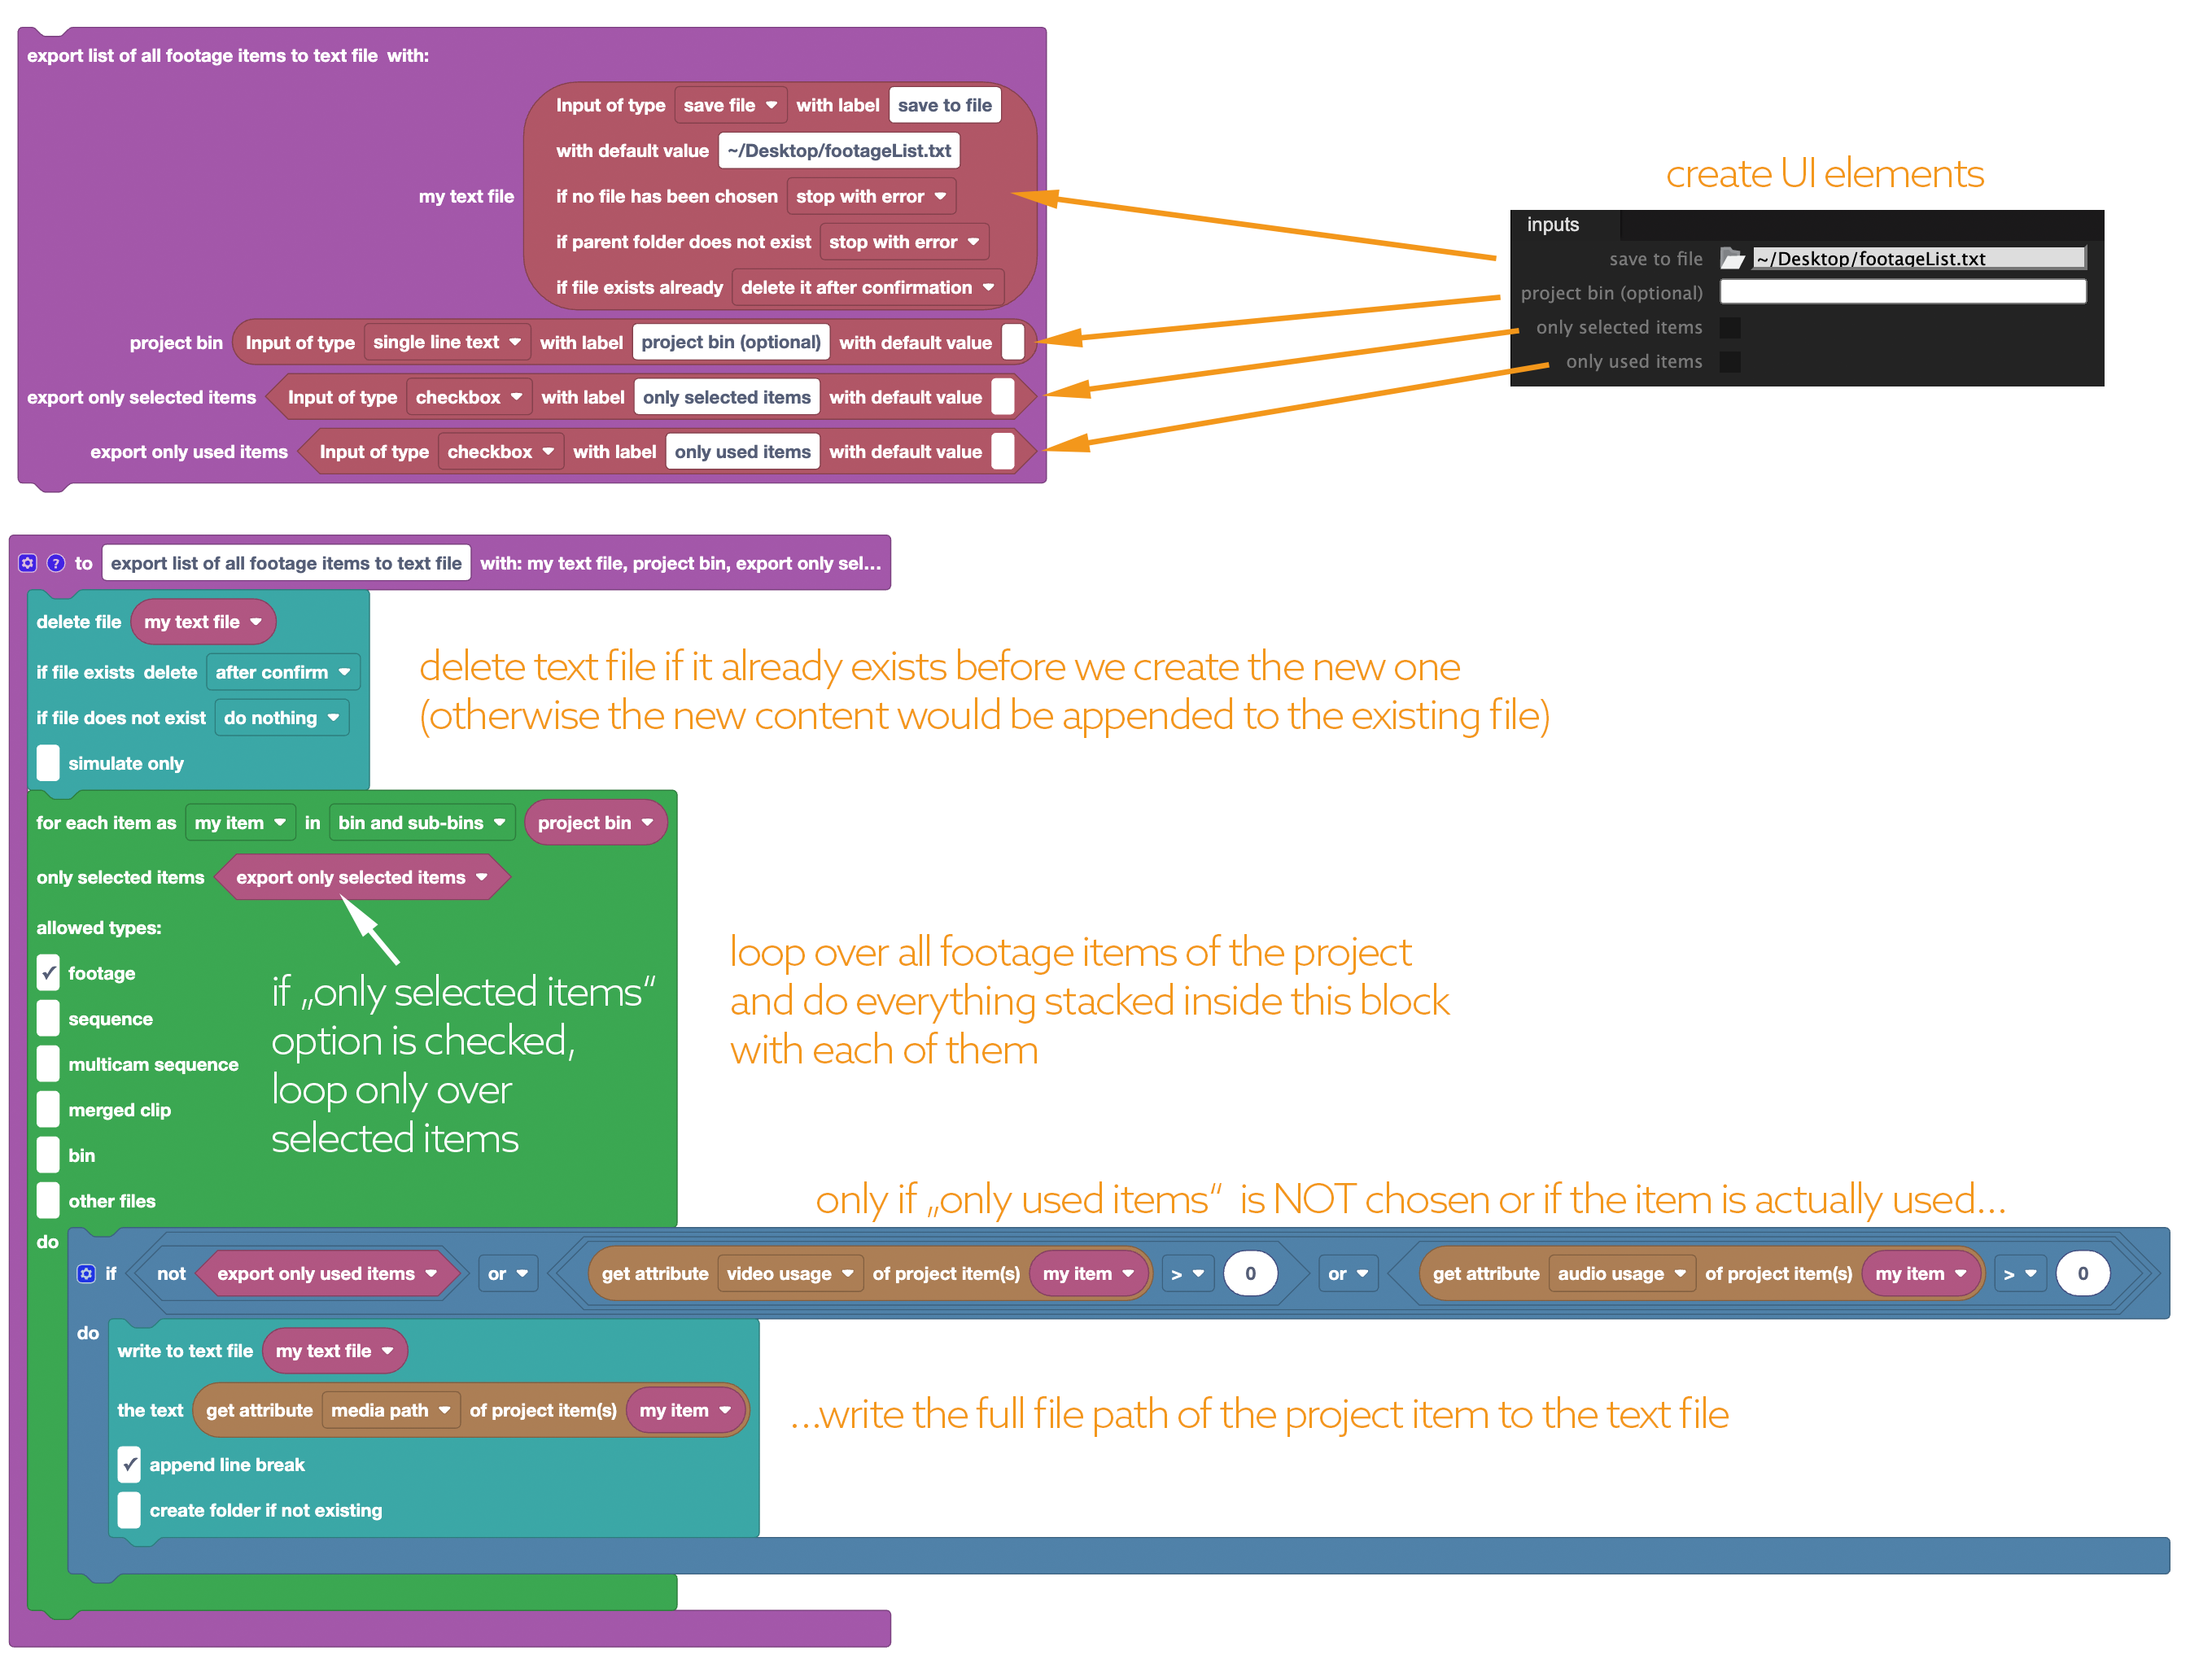 export list of all footage items to text file with:
my text file
Input of type save file with label save to file
with default value ~/Desktop/footageList.txt
if no file has been chosen stop with error
if parent folder does not exist stop with error
if file exists already delete it after confirmation
project bin Input of type single line text with label project bin (optional) with default value
export only selected items Input of type checkbox with label only selected items with default value
export only used items Input of type checkbox with label only used items with default value
create UI elements
inputs
save to file ~/Desktop/footageList.txt
project bin (optional)
only selected items
only used items
? to export list of all footage items to text file with: my text file, project bin, export only sel...
delete file my text file
if file exists delete after confirm
if file does not exist do nothing
simulate only
delete text file if it already exists before we create the new one
(otherwise the new content would be appended to the existing file)
for each item as my item in bin and sub-bins project bin
only selected items export only selected items
allowed types:
footage
sequence
multicam sequence
merged clip
bin
other files
if „only selected items“
option is checked,
loop only over
selected items
loop over all footage items of the project
and do everything stacked inside this block
with each of them
only if „only used items“ is NOT chosen or if the item is actually used...
do
if not export only used items or get attribute video usage of project item(s) my item > 0 or get attribute audio usage of project item(s) my item > 0
do
write to text file my text file
the text get attribute media path of project item(s) my item
append line break
create folder if not existing
...write the full file path of the project item to the text file